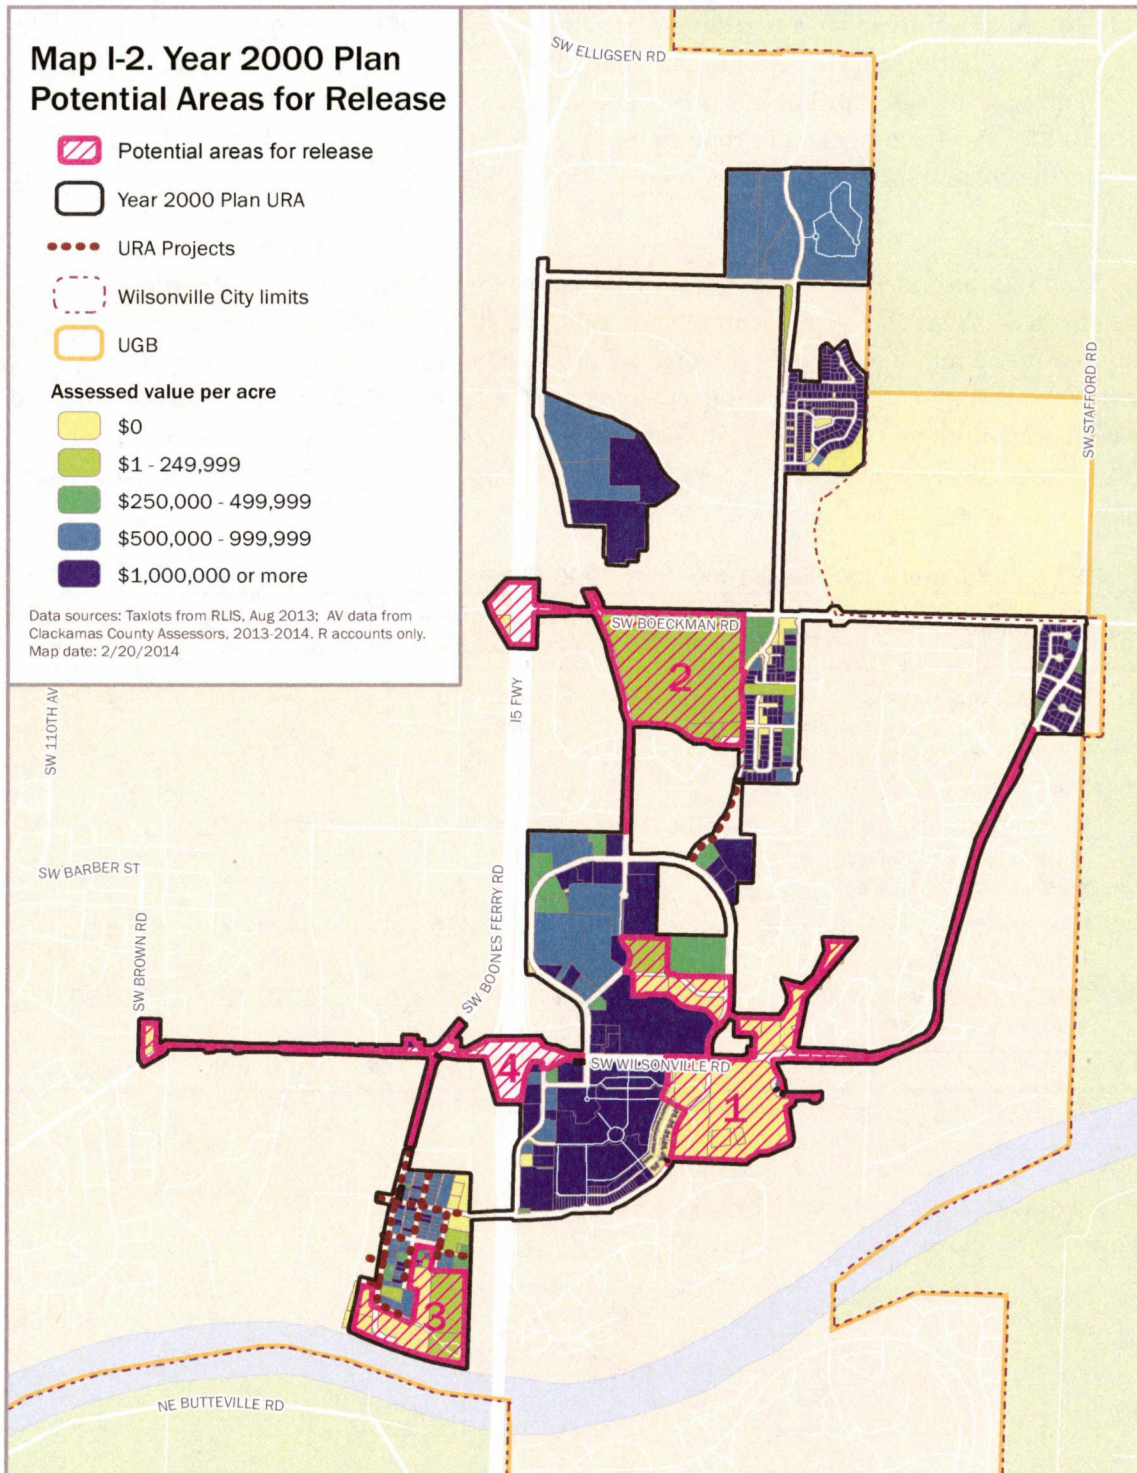 Map I-2. Year 2000 Plan
Potential Areas for Release
Potential areas for release
Year 2000 Plan URA
URA Projects
Wilsonville City limits
UGB
Assessed value per acre
$0
$1 - 249,999
$250,000 - 499,999
$500,000 - 999,999
$1,000,000 or more
Data sources: Taxlots from RLIS, Aug 2013; AV data from
Clackamas County Assessors, 2013-2014. R accounts only.
Map date: 2/20/2014
SW ELLIGSEN RD
SW STAFFORD RD
SW BOECKMAN RD
2
I5 FWY
SW 110TH AV
SW BARBER ST
SW BROWN RD
SW BOONES FERRY RD
SW WILSONVILLE RD
4
1
3
NE BUTTEVILLE RD